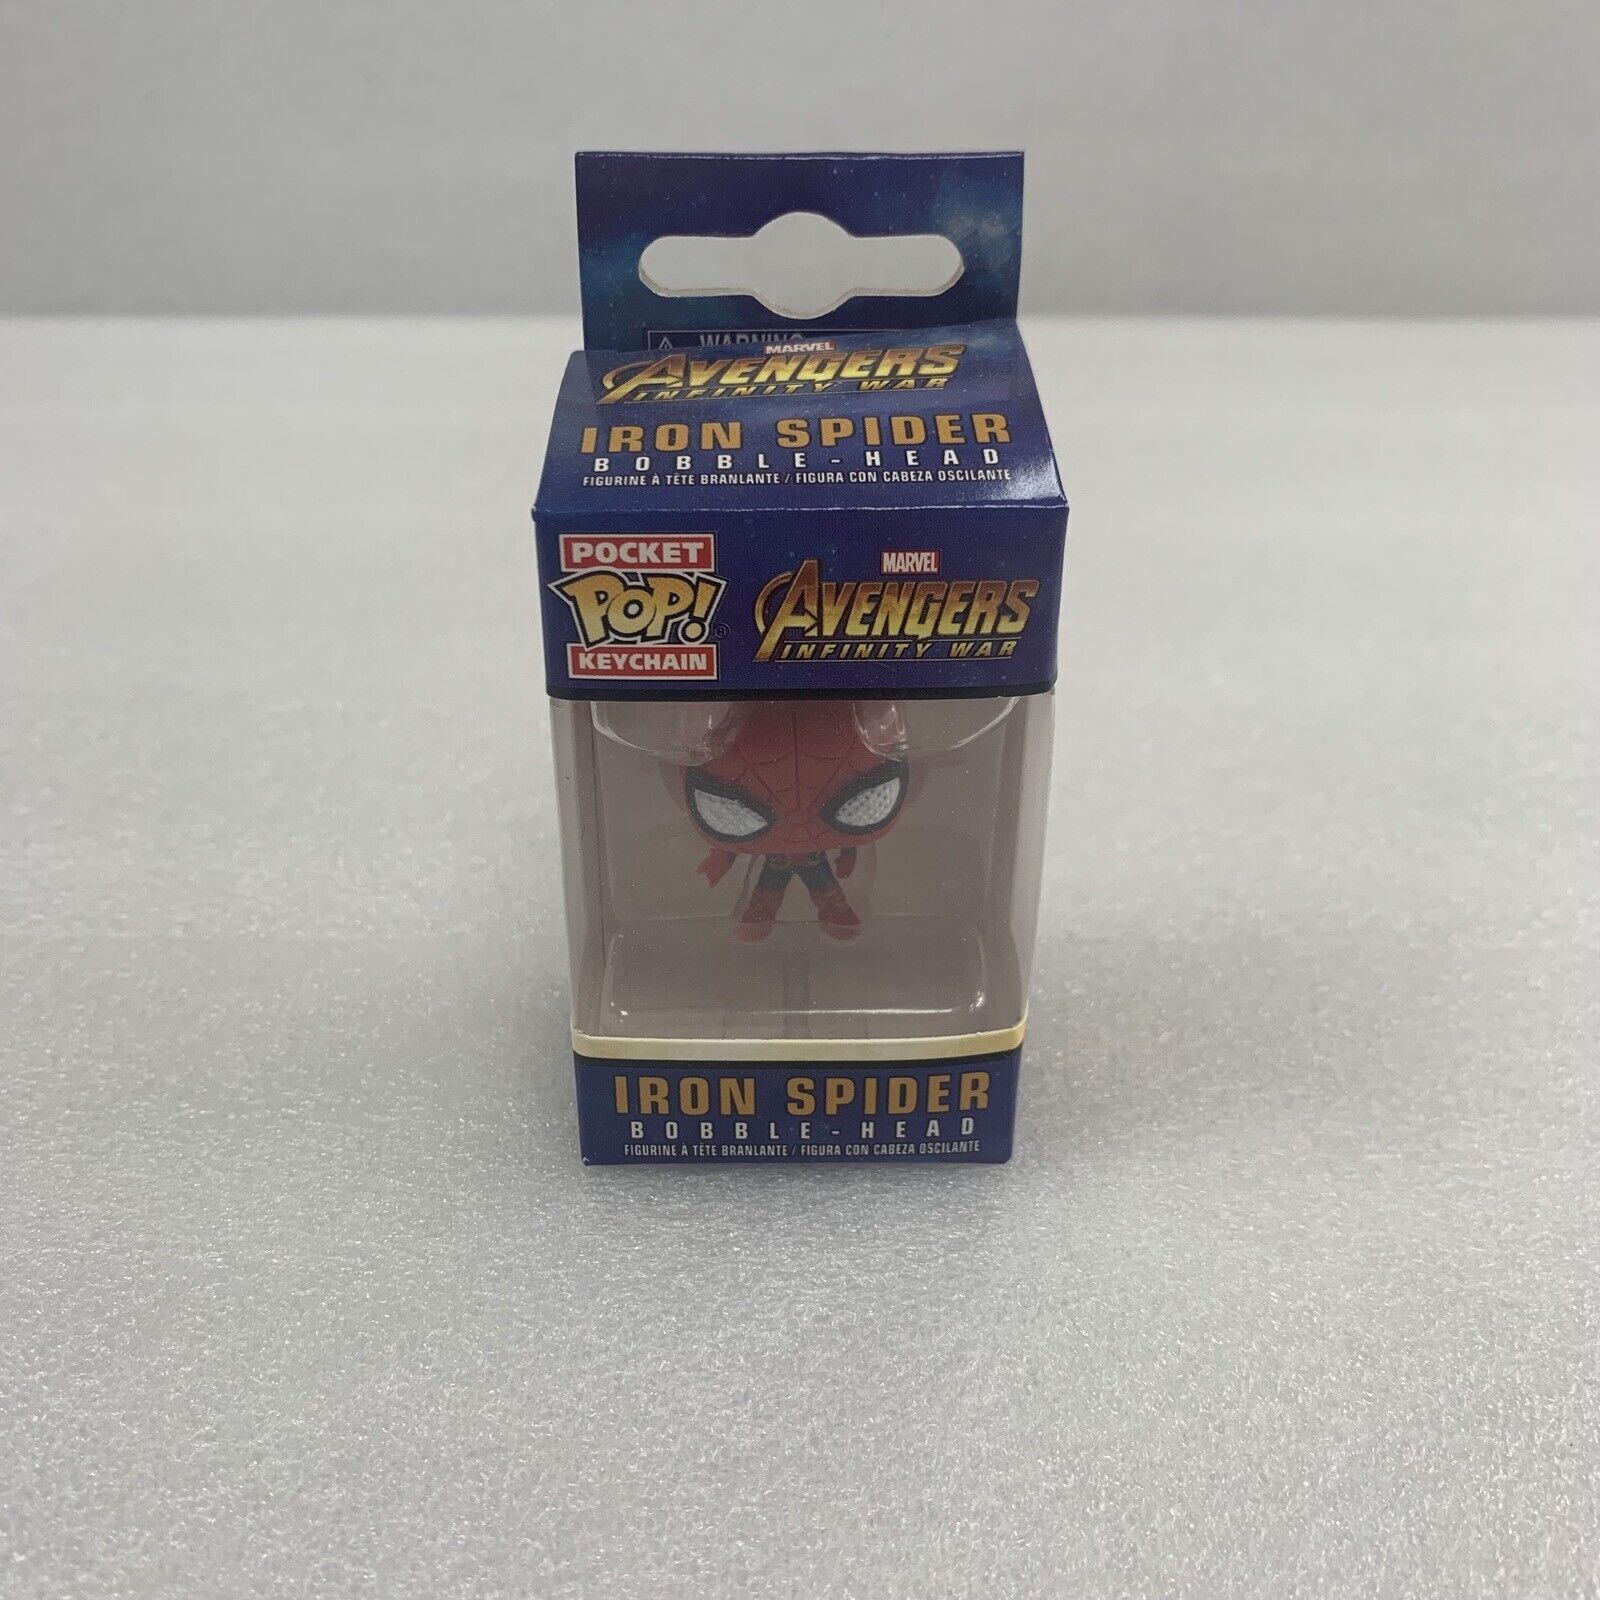 WARNING
MARVEL
AVENGERS
INFINITY WAR
IRON SPIDER
BOBBLE-HEAD
FIGURINE À TÊTE BRANLANTE / FIGURA CON CABEZA OSCILANTE
POCKET
POP!®
KEYCHAIN
MARVEL
AVENGERS
INFINITY WAR
IRON SPIDER
BOBBLE-HEAD
FIGURINE À TÊTE BRANLANTE / FIGURA CON CABEZA OSCILANTE